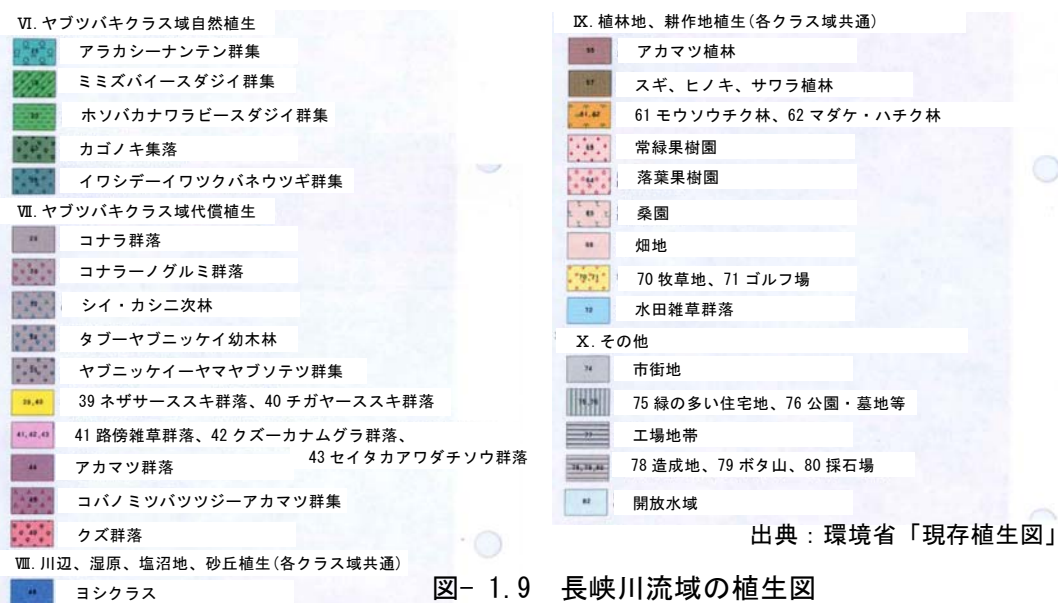 Ⅵ.ヤブツバキクラス域自然植生
アラカシーナンテン群集
ミミズバイースダジイ群集
ホソバカナワラビースダジイ群集
カゴノキ集落
イワシデーイワツクバネウツギ群集
Ⅶ.ヤブツバキクラス域代償植生
コナラ群落
コナラーノグルミ群落
シイ・カシ二次林
タブーヤブニッケイ幼木林
ヤブニッケイーヤマヤブソテツ群集
39,40 39 ネザサーススキ群落、40 チガヤーススキ群落
41,42,43 41 路傍雑草群落、42 クズーカナムグラ群落、
43 セイタカアワダチソウ群落
アカマツ群落
コバノミツバツツジーアカマツ群集
クズ群落
Ⅷ.川辺、湿原、塩沼地、砂丘植生(各クラス域共通)
ヨシクラス
Ⅸ.植林地、耕作地植生(各クラス域共通)
アカマツ植林
スギ、ヒノキ、サワラ植林
61,62 61 モウソウチク林、62 マダケ・ハチク林
常緑果樹園
落葉果樹園
桑園
畑地
70,71 70 牧草地、71 ゴルフ場
水田雑草群落
Ⅹ.その他
市街地
75 緑の多い住宅地、76 公園・墓地等
工場地帯
78 造成地、79 ボタ山、80 採石場
開放水域
出典：環境省「現存植生図」
図- 1.9 長峡川流域の植生図